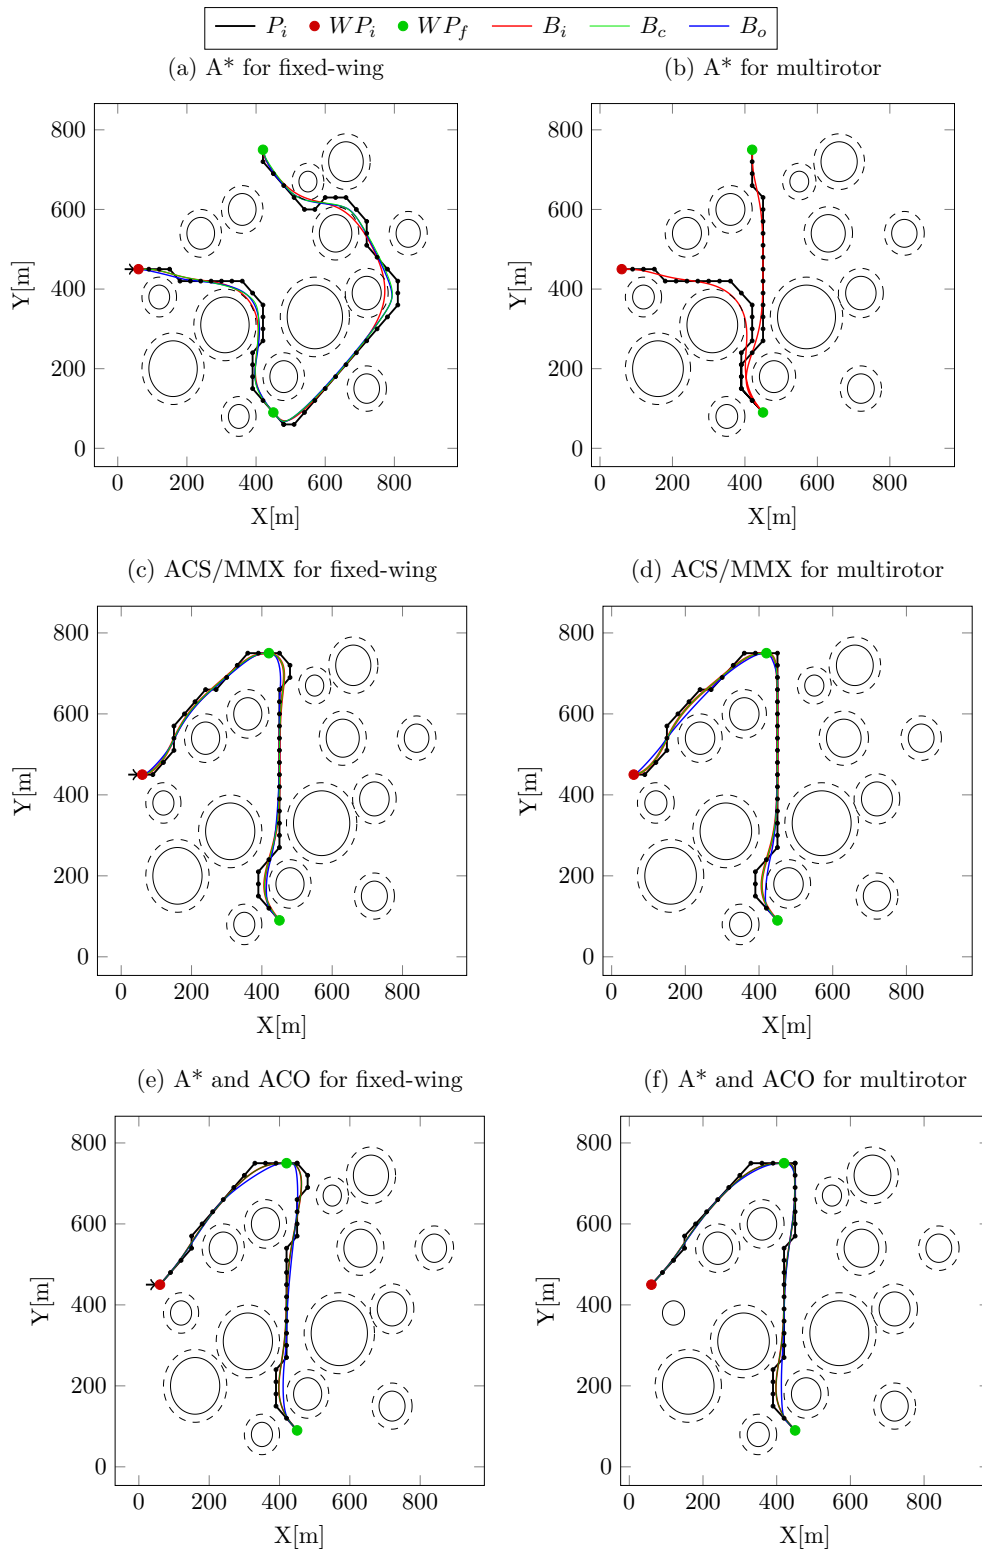 P_i WP_i WP_f B_i B_c B_o
(a) A* for fixed-wing
(b) A* for multirotor
800
600
400
200
0
Y[m]
0 200 400 600 800
X[m]
800
600
400
200
0
Y[m]
0 200 400 600 800
X[m]
(c) ACS/MMX for fixed-wing
(d) ACS/MMX for multirotor
800
600
400
200
0
Y[m]
0 200 400 600 800
X[m]
800
600
400
200
0
Y[m]
0 200 400 600 800
X[m]
(e) A* and ACO for fixed-wing
(f) A* and ACO for multirotor
800
600
400
200
0
Y[m]
0 200 400 600 800
X[m]
800
600
400
200
0
Y[m]
0 200 400 600 800
X[m]